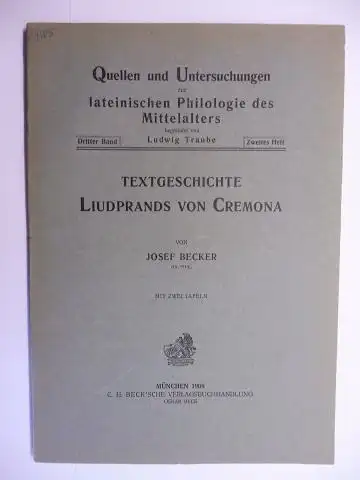 Quellen und Untersuchungen
zur
lateinischen Philologie des
Mittelalters
begründet von
Ludwig Traube
Dritter Band
Zweites Heft
TEXTGESCHICHTE
LIUDPRANDS VON CREMONA
VON
JOSEF BECKER
MIT ZWEI TAFELN
MÜNCHEN 1908
C. H. BECK'SCHE VERLAGSBUCHHANDLUNG
OSKAR BECK